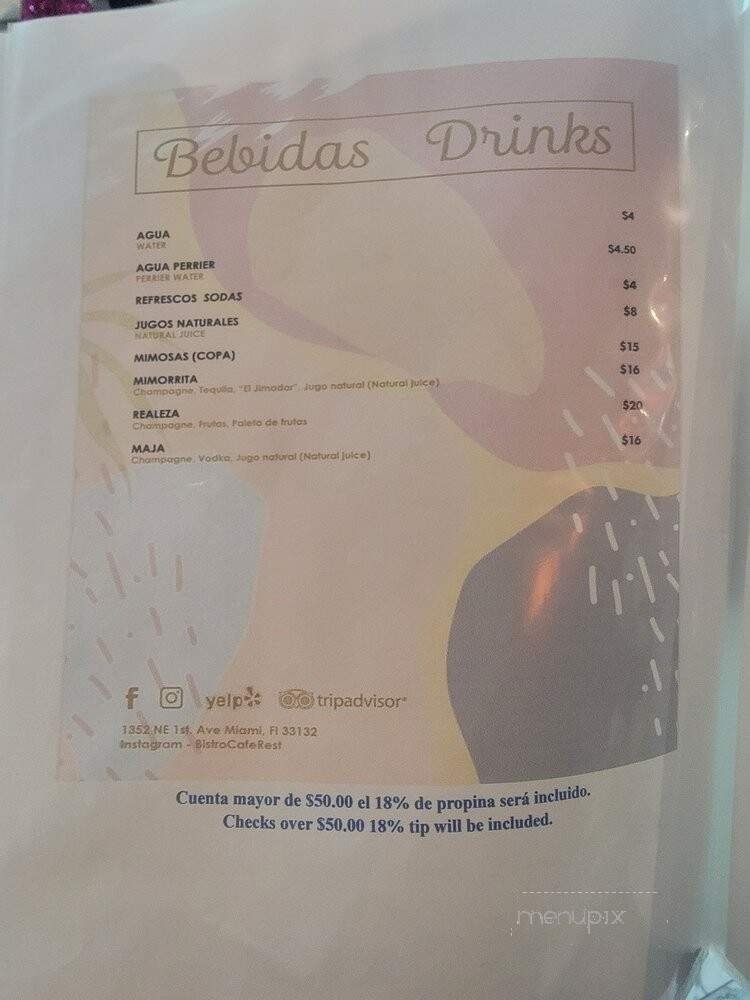 Bebidas Drinks
AGUA $4
WATER
AGUA PERRIER $4.50
PERRIER WATER
REFRESCOS SODAS $4
JUGOS NATURALES $8
NATURAL JUICE
MIMOSAS (COPA) $15
MIMORRITA $16
Champagne, Tequila, "El Jimador", Jugo natural (Natural juice)
REALEZA $20
Champagne, Frutas, Paleta de frutas
MAJA $16
Champagne, Vodka, Jugo natural (Natural juice)
f yelp tripadvisor®
1352 NE 1st. Ave Miami, Fl 33132
Instagram - BistroCafeRest
Cuenta mayor de $50.00 el 18% de propina será incluido.
Checks over $50.00 18% tip will be included.
menupix